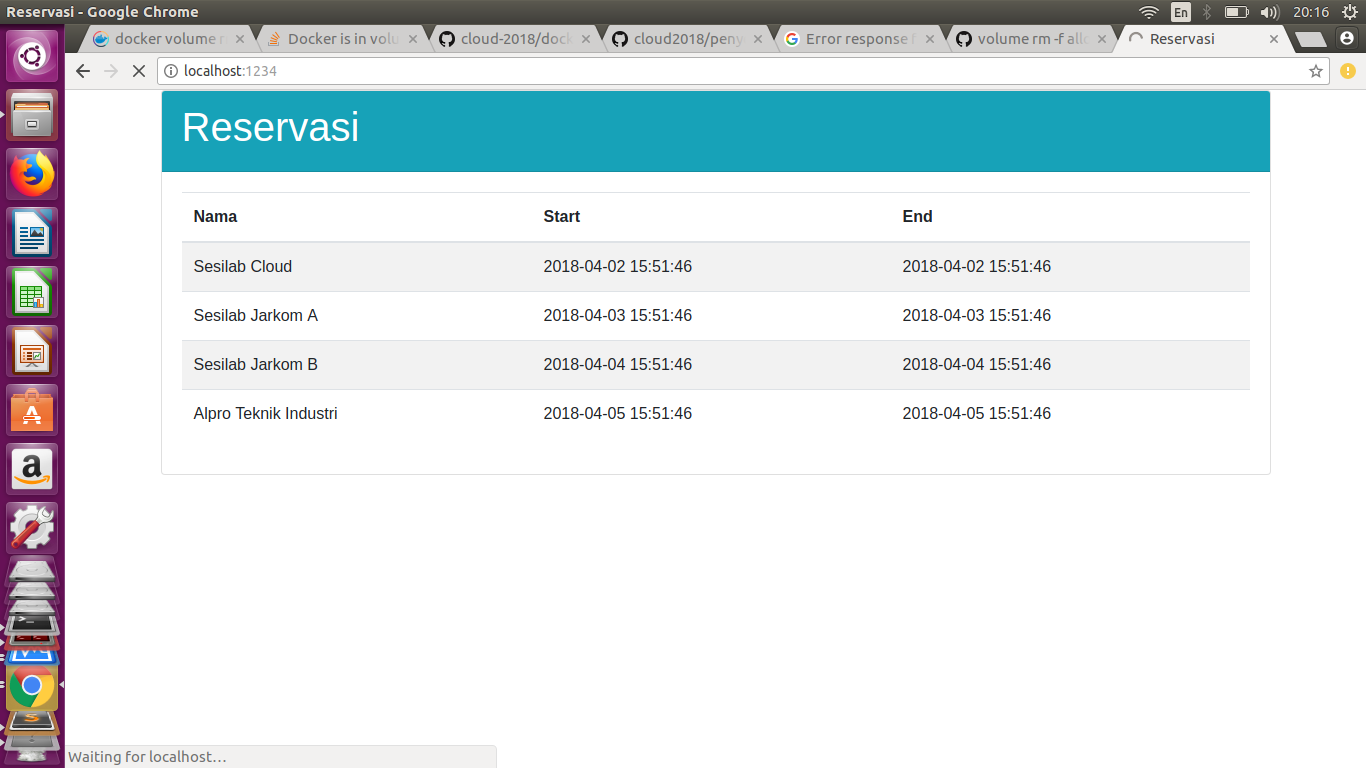 Reservasi - Google Chrome
En
20:16
docker volume r
Docker is in volu
cloud-2018/dock
cloud2018/peny
Error response f
volume rm -f all
Reservasi
localhost:1234
Reservasi
Nama Start End
Sesilab Cloud 2018-04-02 15:51:46 2018-04-02 15:51:46
Sesilab Jarkom A 2018-04-03 15:51:46 2018-04-03 15:51:46
Sesilab Jarkom B 2018-04-04 15:51:46 2018-04-04 15:51:46
Alpro Teknik Industri 2018-04-05 15:51:46 2018-04-05 15:51:46
Waiting for localhost…